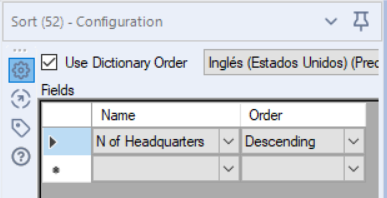 Sort (52) - Configuration
Use Dictionary Order Inglés (Estados Unidos) (Prec
Fields
Name Order
N of Headquarters Descending